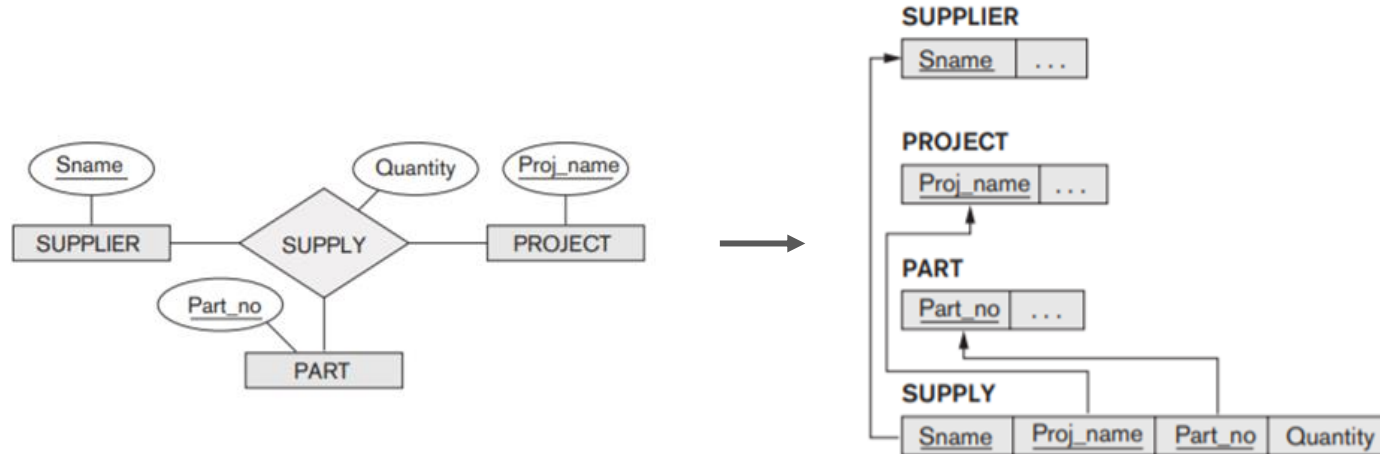 Sname
Quantity
Proj_name
SUPPLIER
SUPPLY
PROJECT
Part_no
PART
SUPPLIER
Sname ...
PROJECT
Proj_name ...
PART
Part_no ...
SUPPLY
Sname Proj_name Part_no Quantity